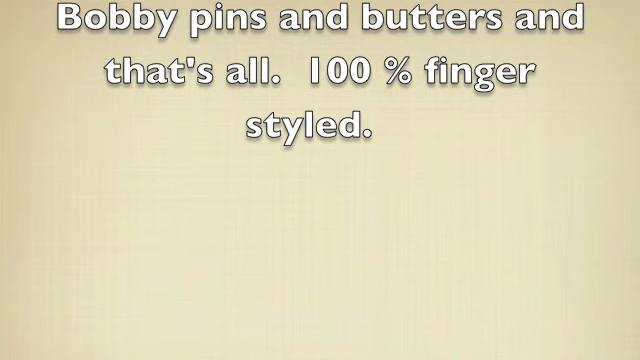 Bobby pins and butters and
that's all.  100 % finger
styled.